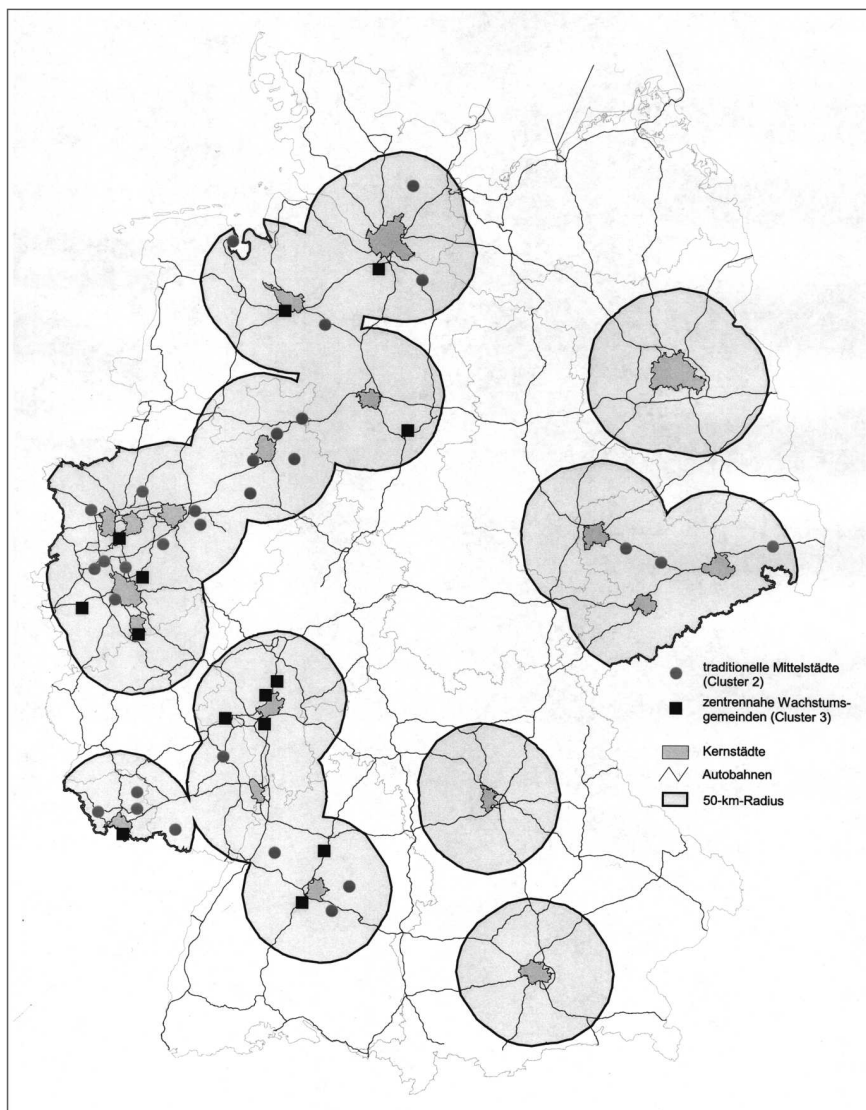 traditionelle Mittelstädte
(Cluster 2)
zentrennahe Wachstums-
gemeinden (Cluster 3)
Kernstädte
Autobahnen
50-km-Radius